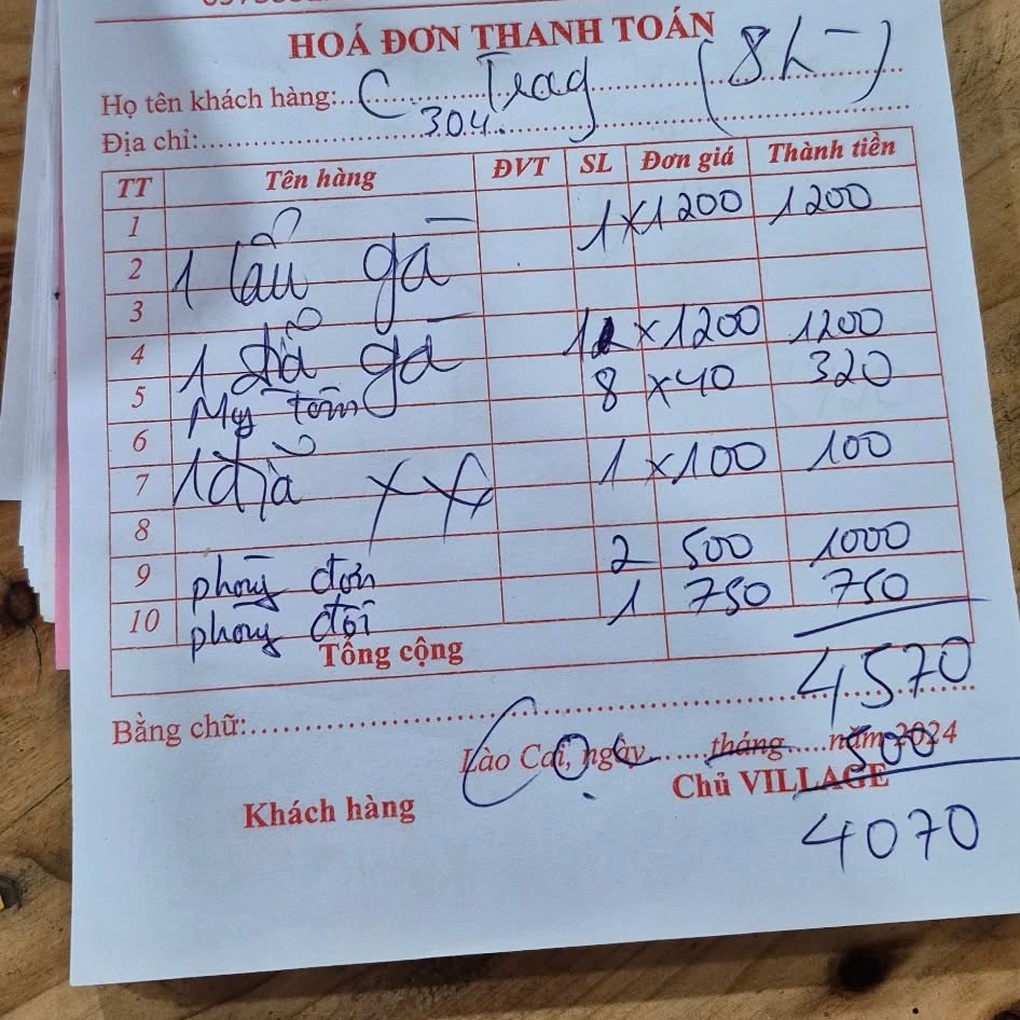 HOÁ ĐƠN THANH TOÁN
Họ tên khách hàng: C Trag (8h-)
Địa chỉ: 304.
TT Tên hàng ĐVT SL Đơn giá Thành tiền
1 1 x 1200 1200
2 1 lẩu gà
3
4 1 đĩa gà 1 x 1200 1200
5 Mỳ tôm 8 x 40 320
6
7 1 đĩa xx 1 x 100 100
8
9 phòng đơn 2 500 1000
10 phòng đôi 1 750 750
Tổng cộng 4570
Bằng chữ:
Lào Cai, ngày tháng năm 2024
Cọc 500
Khách hàng Chủ VILLAGE
4070